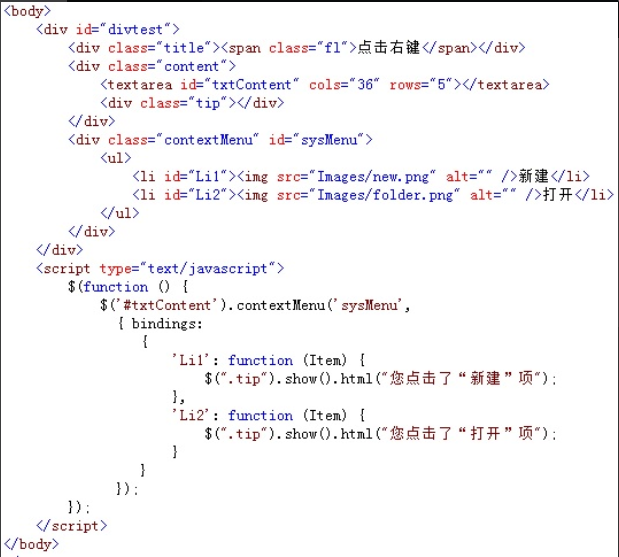 <body>
    <div id="divtest">
        <div class="title"><span class="fl">点击右键</span></div>
        <div class="content">
            <textarea id="txtContent" cols="36" rows="5"></textarea>
            <div class="tip"></div>
        </div>
        <div class="contextMenu" id="sysMenu">
            <ul>
                <li id="Li1"><img src="Images/new.png" alt="" />新建</li>
                <li id="Li2"><img src="Images/folder.png" alt="" />打开</li>
            </ul>
        </div>
    </div>
    <script type="text/javascript">
        $(function () {
            $('#txtContent').contextMenu('sysMenu',
              { bindings:
                 {
                     'Li1': function (Item) {
                         $(".tip").show().html("您点击了“新建”项");
                     },
                     'Li2': function (Item) {
                         $(".tip").show().html("您点击了“打开”项");
                     }
                 }
              });
        });
    </script>
</body>